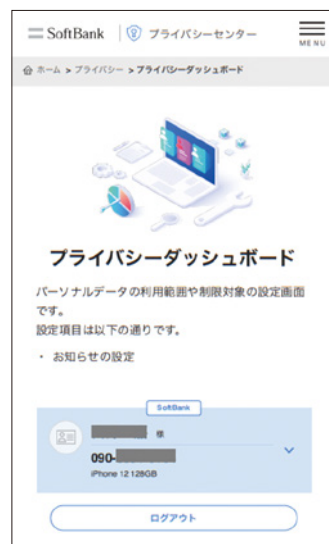 SoftBank プライバシーセンター
MENU
ホーム > プライバシー > プライバシーダッシュボード
プライバシーダッシュボード
パーソナルデータの利用範囲や制限対象の設定画面
です。
設定項目は以下の通りです。
・ お知らせの設定
SoftBank
様
090-
iPhone 12 128GB
ログアウト